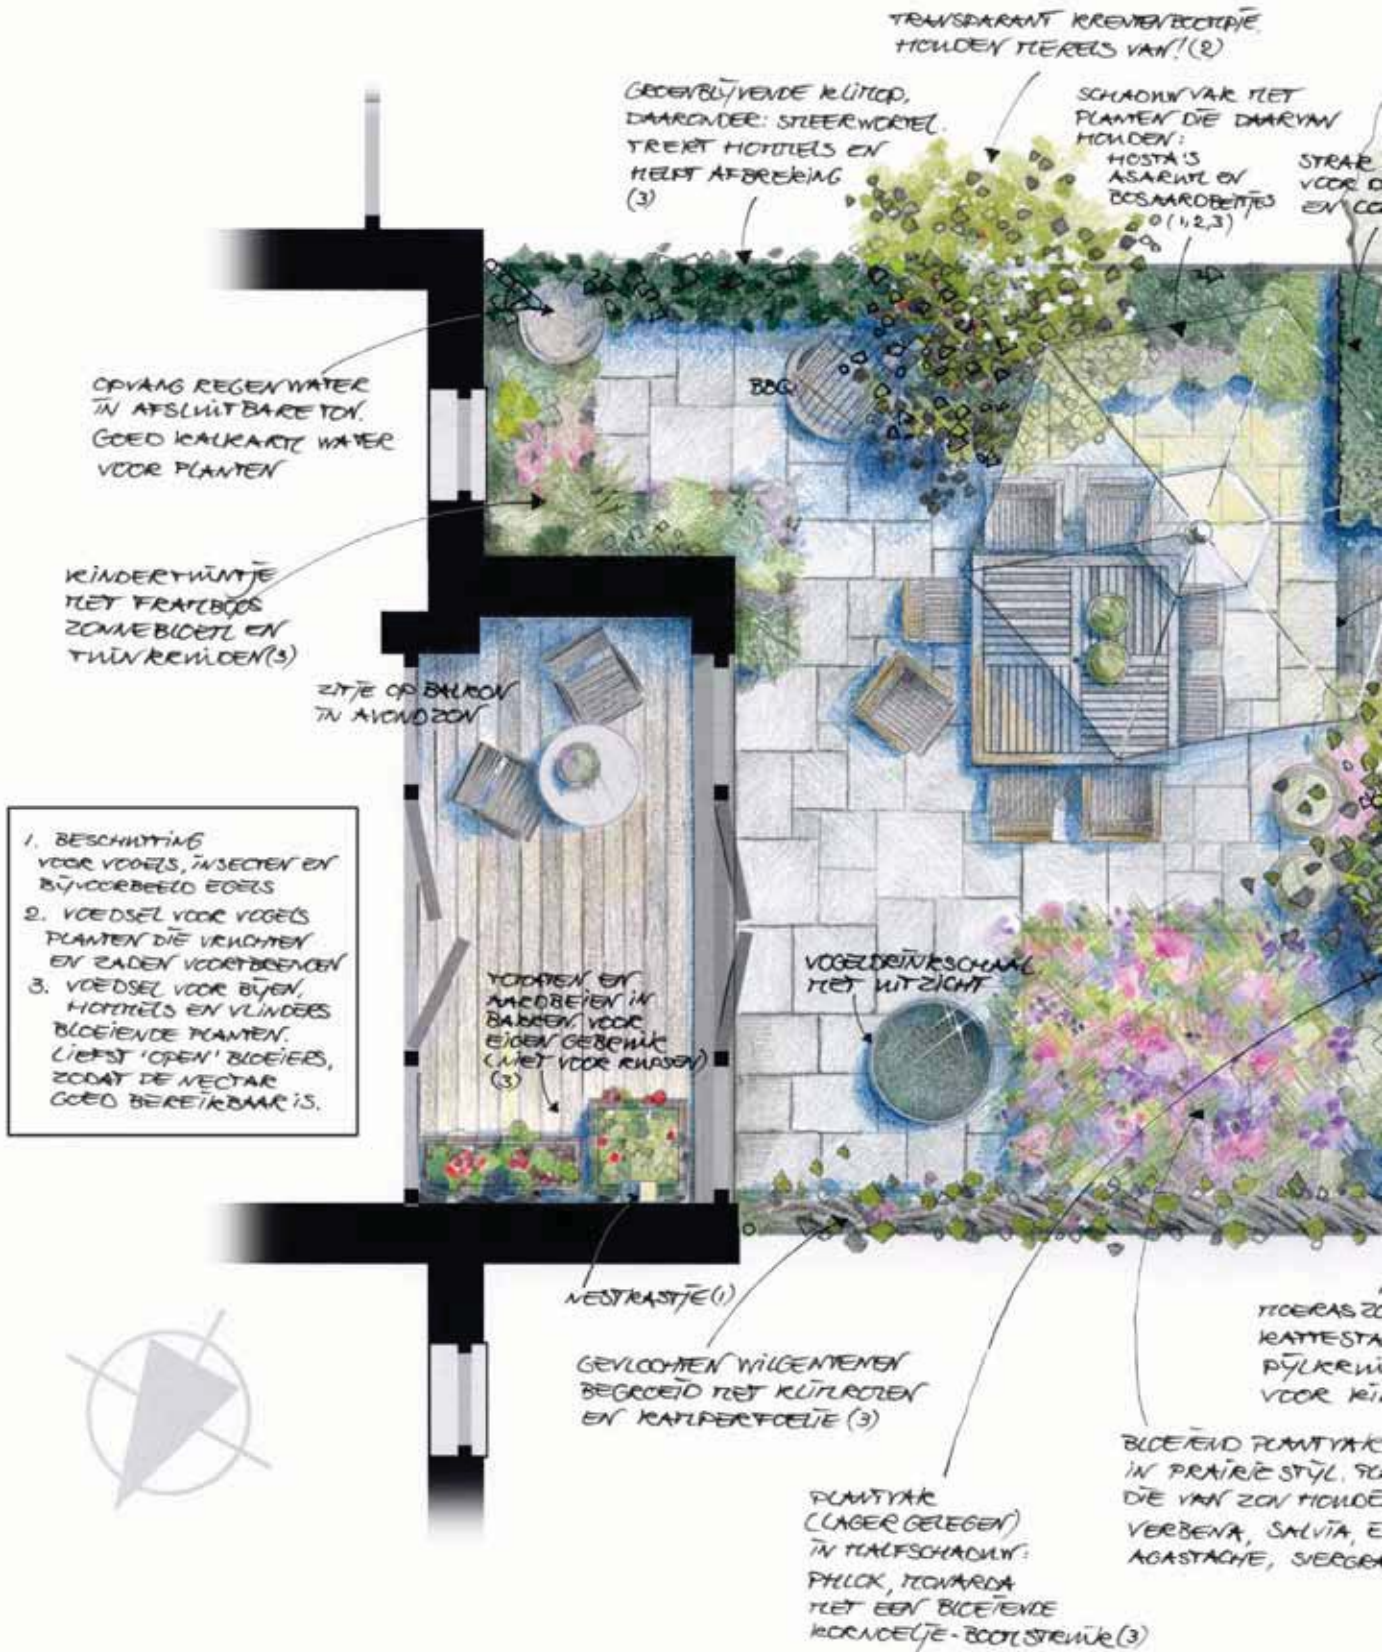 TRANSPARANT KRENTENBOOMPJE.
HOUDEN MERELS VAN! (2)
GROENBLIJVENDE KLIMOP,
DAARONDER: SMEERWORTEL.
TREKT HOMMELS EN
HELPT AFBREKING
(3)
SCHADUWVAK MET
PLANTEN DIE DAARVAN
HOUDEN:
HOSTA'S
ASARUM EN
BOSAARDBEITJES
(1,2,3)
STRAK
VOOR D
EN CO
OPVANG REGENWATER
IN AFSLUITBARE TON.
GOED KALKARM WATER
VOOR PLANTEN
BBQ
KINDERTUINTJE
MET FRAMBOOS
ZONNEBLOEM EN
TUINKRUIDEN (3)
ZITJE OP BALKON
IN AVONDZON
1. BESCHUTTING
VOOR VOGELS, INSECTEN EN
BIJVOORBEELD EGELS
2. VOEDSEL VOOR VOGELS
PLANTEN DIE VRUCHTEN
EN ZADEN VOORTBRENGEN
3. VOEDSEL VOOR BIJEN,
HOMMELS EN VLINDERS
BLOEIENDE PLANTEN.
LIEFST 'OPEN' BLOEIERS,
ZODAT DE NECTAR
GOED BEREIKBAAR IS.
TOMATEN EN
AARDBEIEN IN
BAKKEN VOOR
EIGEN GEBRUIK
(NIET VOOR RUPSEN)
(3)
VOGELDRINKSCHAAL
MET UITZICHT
NESTKASTJE (1)
GEVLOCHTEN WILGENTENEN
BEGROEID MET KLIMROZEN
EN KAMPERFOELIE (3)
MOERASZO
KATTESTA
PIJLKRUI
VOOR KI
BLOEIEND PLANTVAK
IN PRAIRIESTIJL. PL
DIE VAN ZON HOUDE
VERBENA, SALVIA, E
AGASTACHE, SIERGRA
PLANTVAK
(LAGER GELEGEN)
IN HALFSCHADUW:
PHLOX, MONARDA
MET EEN BLOEIENDE
KORNOELJE-BOOMSTRUIK (3)